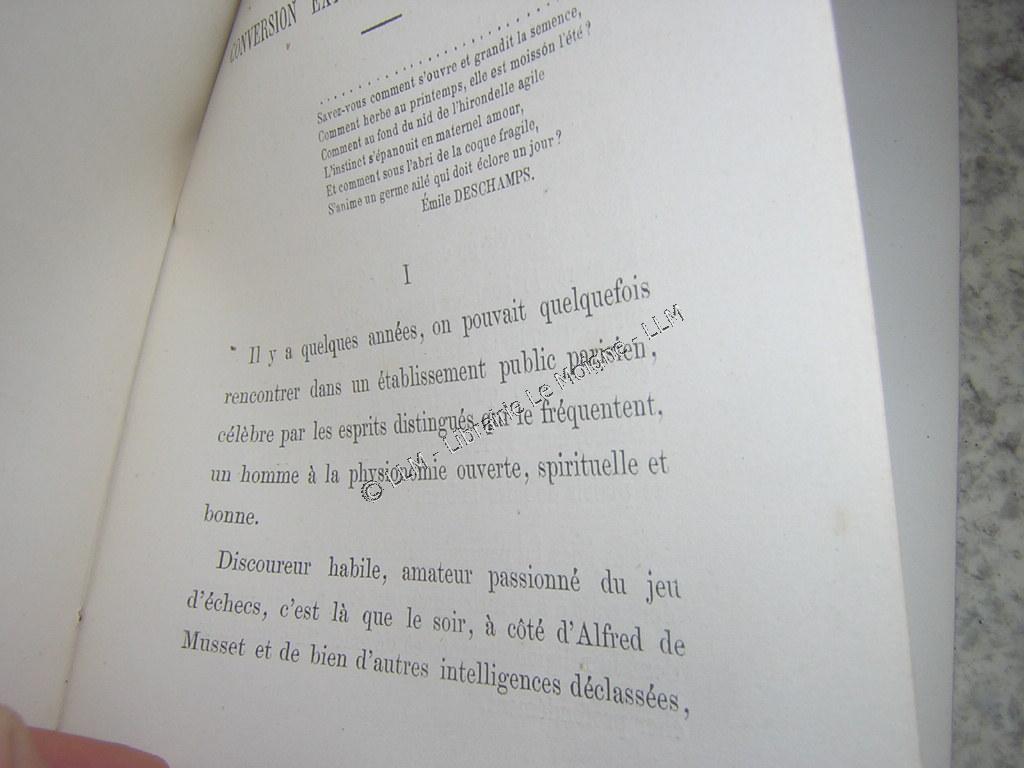 CONVERSION
. . . . . . . . . . . . . . . . . . . . . . . . . .
Savez-vous comment s'ouvre et grandit la semence,
Comment herbe au printemps, elle est moisson l'été ?
Comment au fond du nid de l'hirondelle agile
L'instinct s'épanouit en maternel amour,
Et comment sous l'abri de la coque fragile,
S'anime un germe ailé qui doit éclore un jour ?
Émile DESCHAMPS.
I
Il y a quelques années, on pouvait quelquefois
rencontrer dans un établissement public parisien,
célèbre par les esprits distingués qui le fréquentent,
un homme à la physionomie ouverte, spirituelle et
bonne.
Discoureur habile, amateur passionné du jeu
d'échecs, c'est là que le soir, à côté d'Alfred de
Musset et de bien d'autres intelligences déclassées,
© LLM - Librairie Le Moigne - LLM